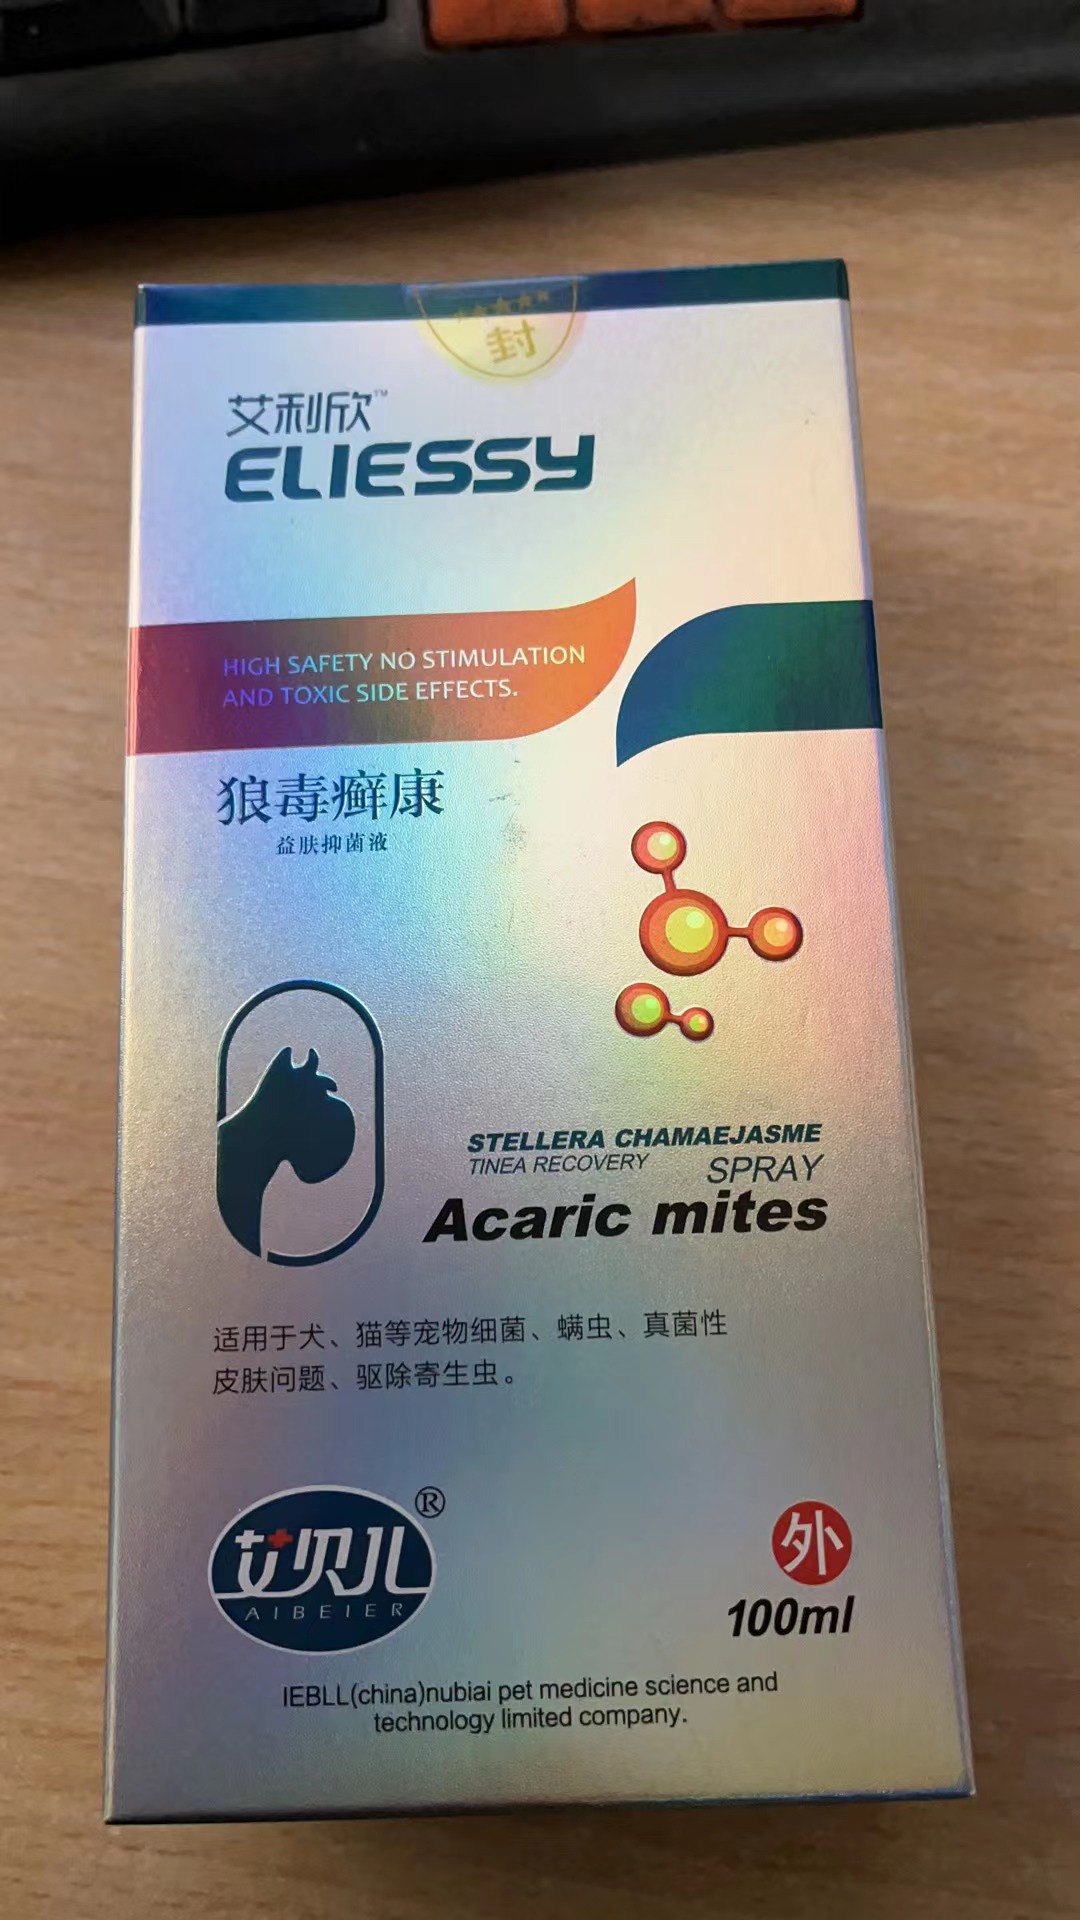 封
艾利欣™
ELIESSY
HIGH SAFETY NO STIMULATION
AND TOXIC SIDE EFFECTS.
狼毒癣康
益肤抑菌液
STELLERA CHAMAEJASME
TINEA RECOVERY SPRAY
Acaric mites
适用于犬、猫等宠物细菌、螨虫、真菌性
皮肤问题、驱除寄生虫。
艾贝儿®
AIBEIER
外
100ml
IEBLL(china)nubiai pet medicine science and
technology limited company.